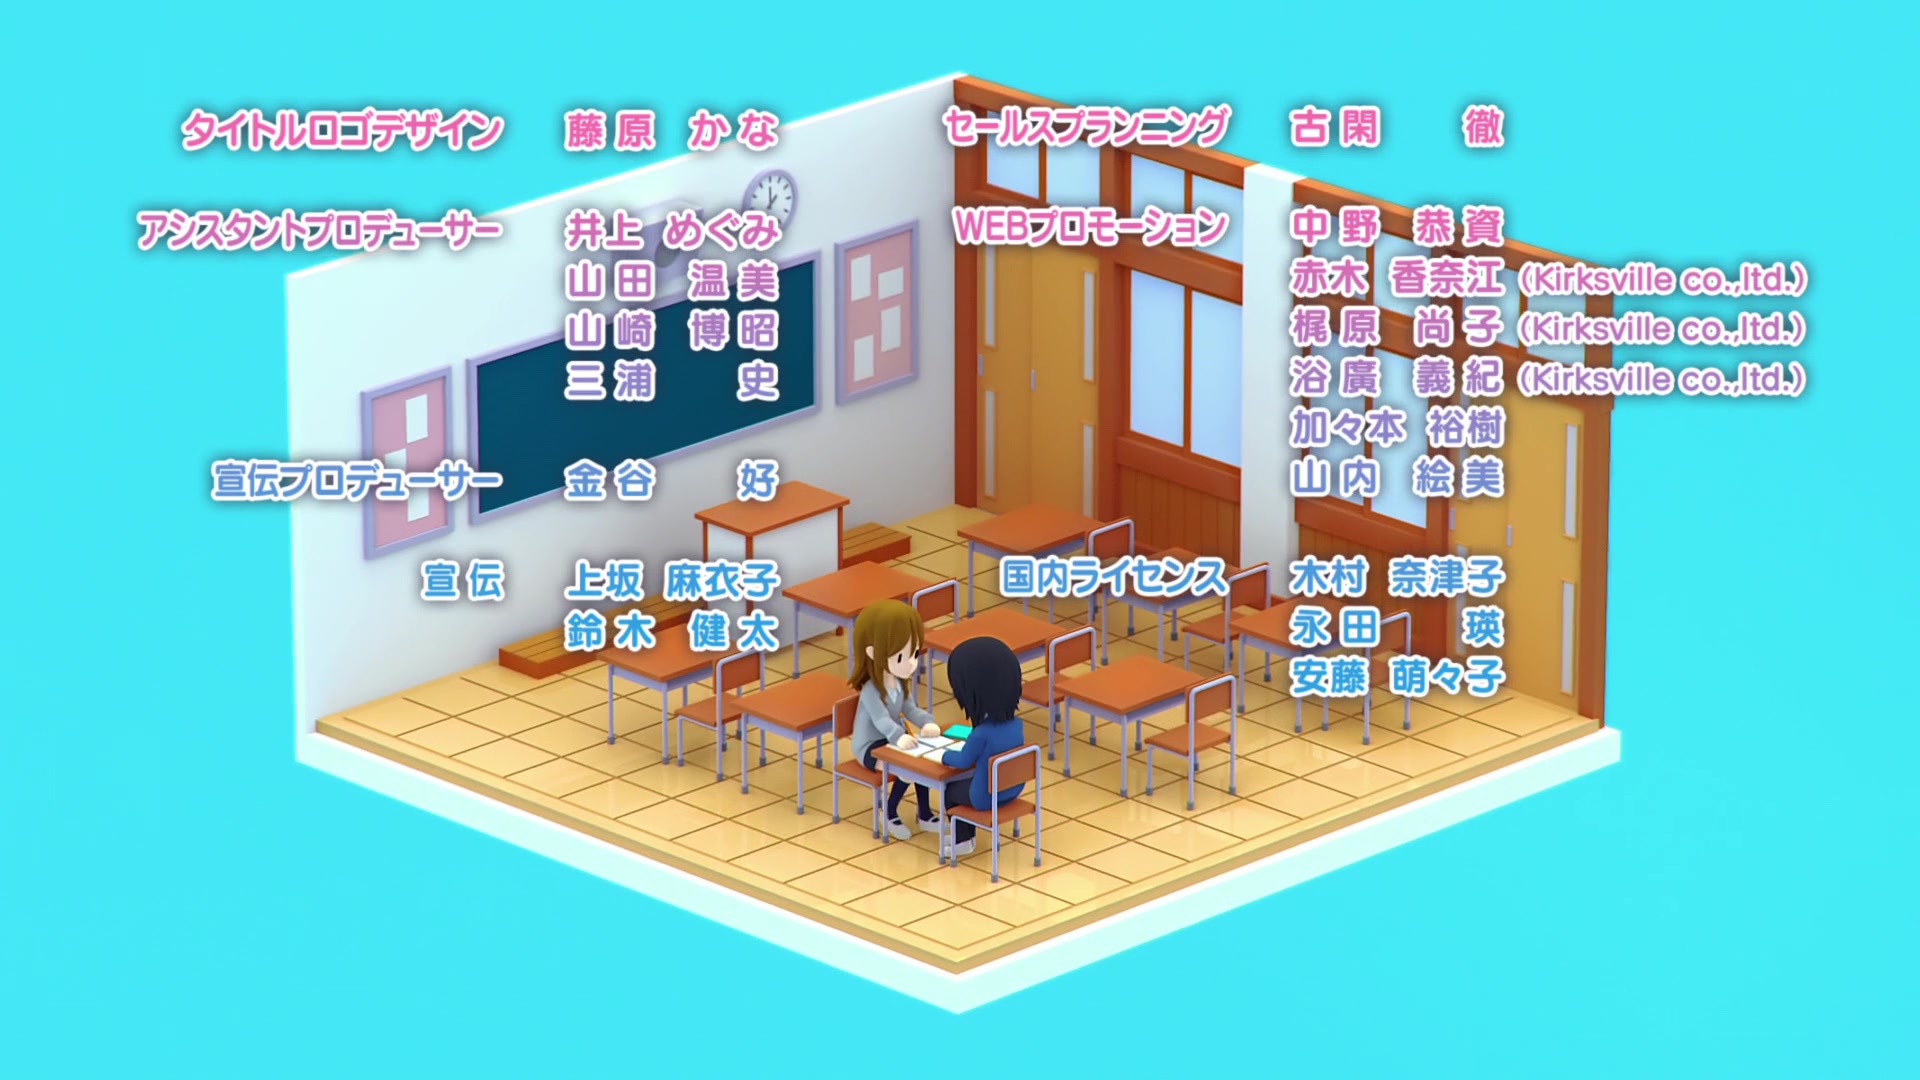 タイトルロゴデザイン 藤原 かな
アシスタントプロデューサー 井上 めぐみ
山田 温美
山崎 博昭
三浦 史
宣伝プロデューサー 金谷 好
宣伝 上坂 麻衣子
鈴木 健太
セールスプランニング 古閑 徹
WEBプロモーション 中野 恭資
赤木 香奈江 (Kirksville co.,ltd.)
梶原 尚子 (Kirksville co.,ltd.)
浴廣 義紀 (Kirksville co.,ltd.)
加々本 裕樹
山内 絵美
国内ライセンス 木村 奈津子
永田 瑛
安藤 萌々子